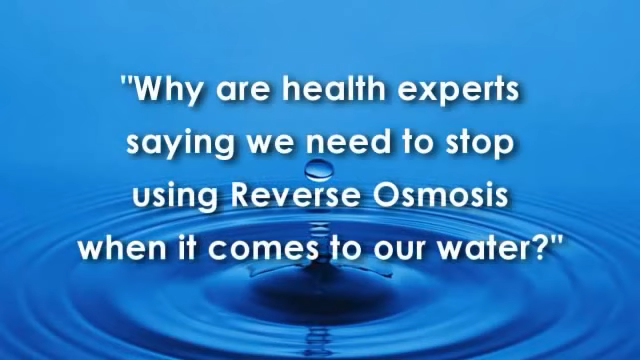 "Why are health experts
saying we need to stop
using Reverse Osmosis
when it comes to our water?"